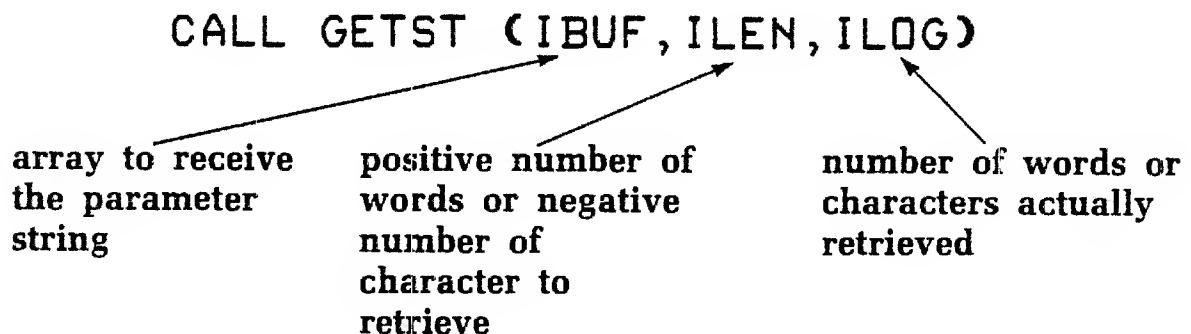 CALL GETST (IBUF,ILEN,ILOG)
array to receive
the parameter
string
positive number of
words or negative
number of
character to
retrieve
number of words or
characters actually
retrieved